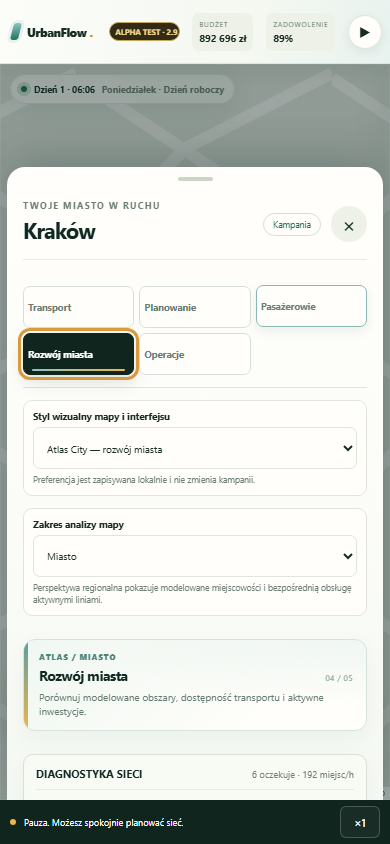 UrbanFlow.
ALPHA TEST · 2.9
BUDŻET
892 696 zł
ZADOWOLENIE
89%
Dzień 1 · 06:06 Poniedziałek · Dzień roboczy
TWOJE MIASTO W RUCHU
Kraków
Kampania
×
Transport
Planowanie
Pasażerowie
Rozwój miasta
Operacje
Styl wizualny mapy i interfejsu
Atlas City — rozwój miasta
Preferencja jest zapisywana lokalnie i nie zmienia kampanii.
Zakres analizy mapy
Miasto
Perspektywa regionalna pokazuje modelowane miejscowości i bezpośrednią obsługę
aktywnymi liniami.
ATLAS / MIASTO
Rozwój miasta
04 / 05
Porównuj modelowane obszary, dostępność transportu i aktywne
inwestycje.
DIAGNOSTYKA SIECI
6 oczekuje · 192 miejsc/h
Pauza. Możesz spokojnie planować sieć.
×1